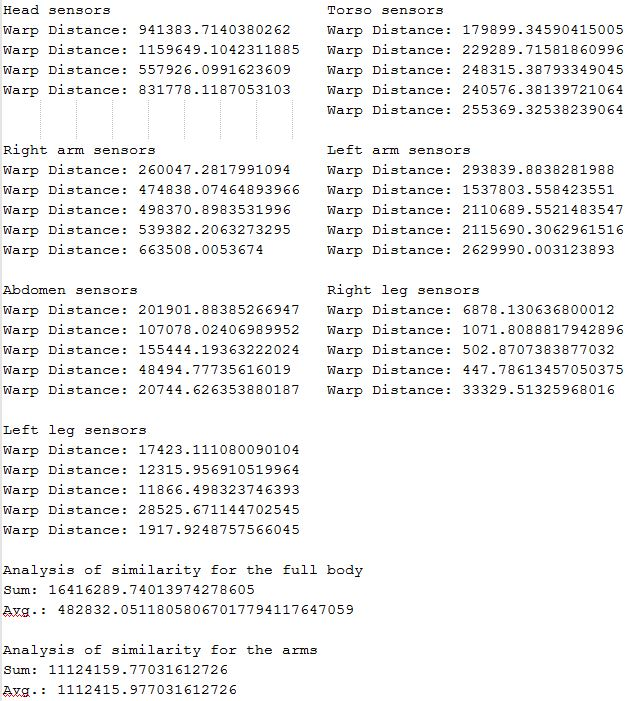 Head sensors
Warp Distance: 941383.7140380262
Warp Distance: 1159649.1042311885
Warp Distance: 557926.0991623609
Warp Distance: 831778.1187053103
Torso sensors
Warp Distance: 179899.34590415005
Warp Distance: 229289.71581860996
Warp Distance: 248315.38793349045
Warp Distance: 240576.38139721064
Warp Distance: 255369.32538239064
Right arm sensors
Warp Distance: 260047.2817991094
Warp Distance: 474838.07464893966
Warp Distance: 498370.8983531996
Warp Distance: 539382.2063273295
Warp Distance: 663508.0053674
Left arm sensors
Warp Distance: 293839.8838281988
Warp Distance: 1537803.558423551
Warp Distance: 2110689.5521483547
Warp Distance: 2115690.3062961516
Warp Distance: 2629990.003123893
Abdomen sensors
Warp Distance: 201901.88385266947
Warp Distance: 107078.02406989952
Warp Distance: 155444.19363222024
Warp Distance: 48494.77735616019
Warp Distance: 20744.626353880187
Right leg sensors
Warp Distance: 6878.130636800012
Warp Distance: 1071.8088817942896
Warp Distance: 502.8707383877032
Warp Distance: 447.78613457050375
Warp Distance: 33329.51325968016
Left leg sensors
Warp Distance: 17423.111080090104
Warp Distance: 12315.956910519964
Warp Distance: 11866.498323746393
Warp Distance: 28525.671144702545
Warp Distance: 1917.9248757566045
Analysis of similarity for the full body
Sum: 16416289.74013974278605
Avg.: 482832.05118058067017794117647059
Analysis of similarity for the arms
Sum: 11124159.77031612726
Avg.: 1112415.977031612726